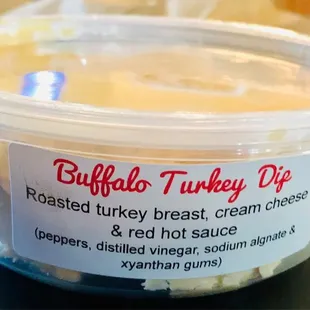 Buffalo Turkey Dip
Roasted turkey breast, cream cheese
& red hot sauce
(peppers, distilled vinegar, sodium algnate &
xyanthan gums)